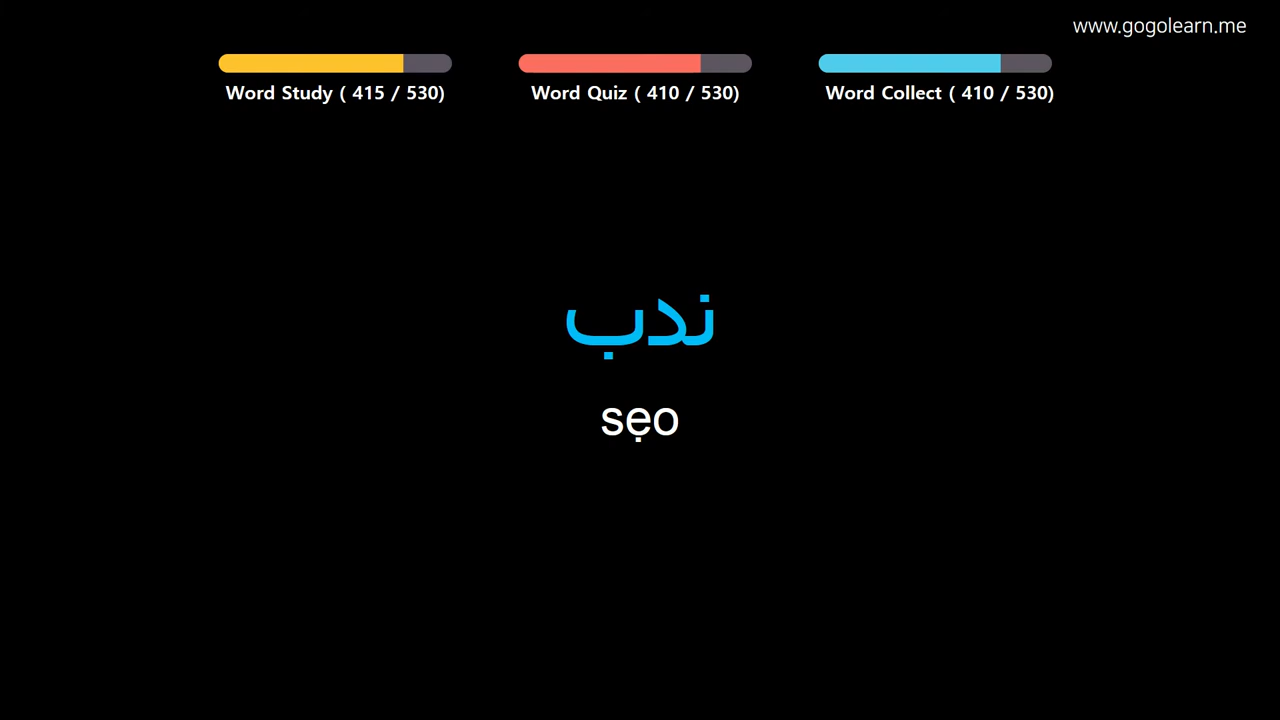 www.gogolearn.me
Word Study ( 415 / 530)
Word Quiz ( 410 / 530)
Word Collect ( 410 / 530)
ندب
sẹo